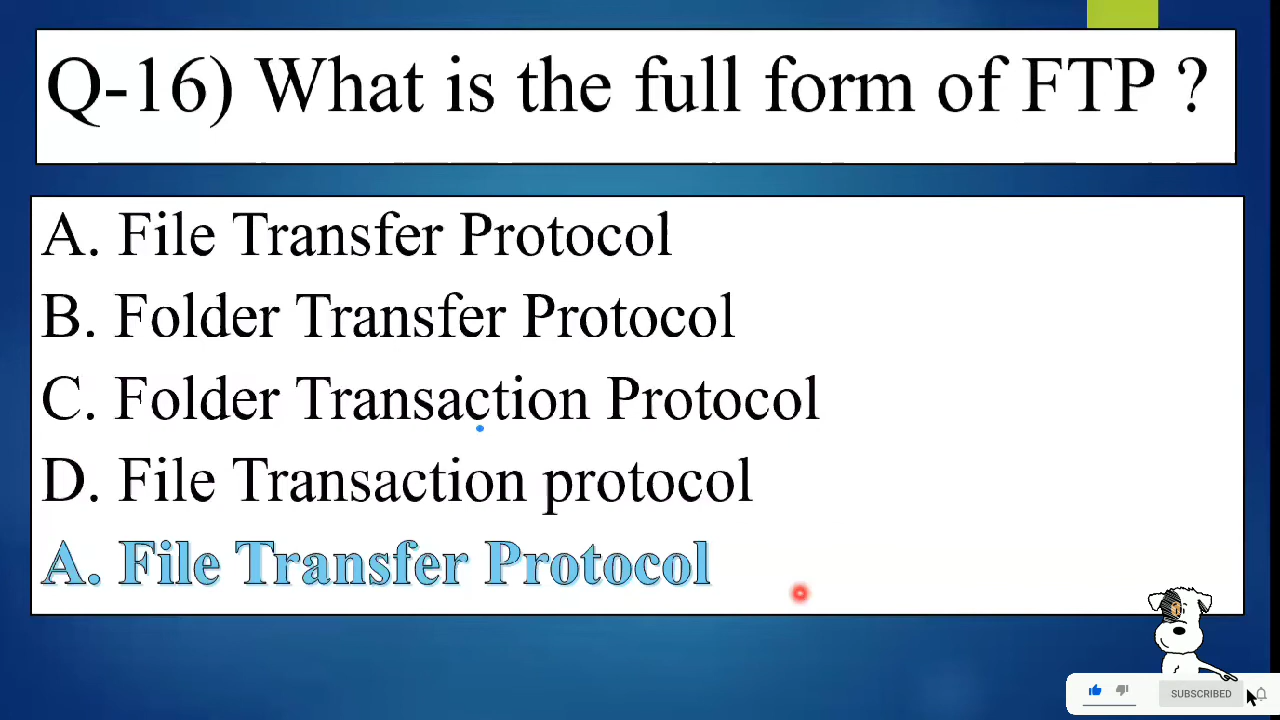 Q-16) What is the full form of FTP ?
A. File Transfer Protocol
B. Folder Transfer Protocol
C. Folder Transaction Protocol
D. File Transaction protocol
A. File Transfer Protocol
SUBSCRIBED